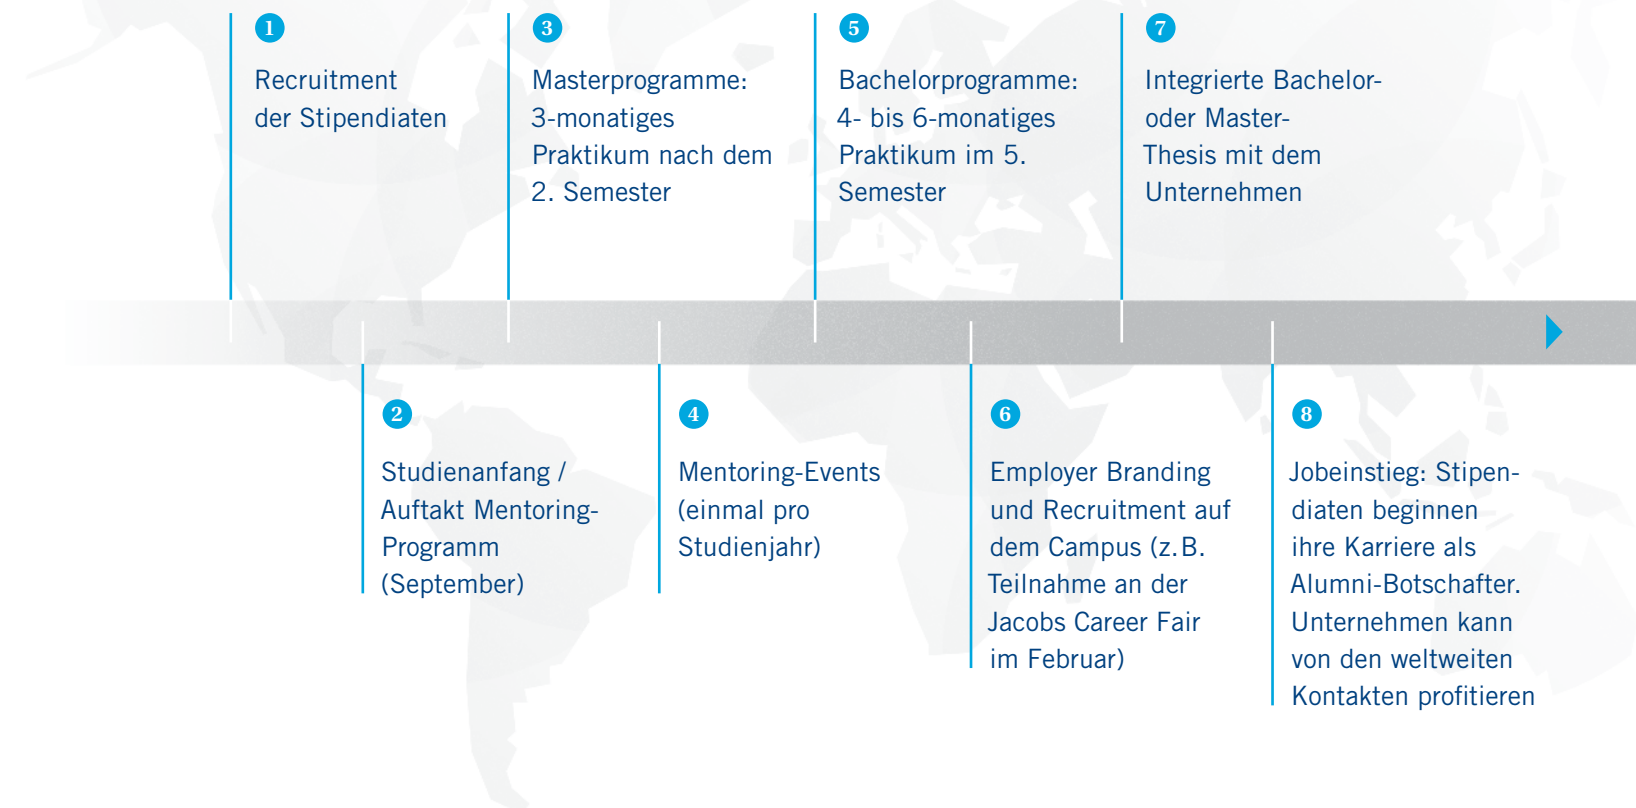 1
Recruitment
der Stipendiaten
2
Studienanfang /
Auftakt Mentoring-
Programm
(September)
3
Masterprogramme:
3-monatiges
Praktikum nach dem
2. Semester
4
Mentoring-Events
(einmal pro
Studienjahr)
5
Bachelorprogramme:
4- bis 6-monatiges
Praktikum im 5.
Semester
6
Employer Branding
und Recruitment auf
dem Campus (z.B.
Teilnahme an der
Jacobs Career Fair
im Februar)
7
Integrierte Bachelor-
oder Master-
Thesis mit dem
Unternehmen
8
Jobeinstieg: Stipen-
diaten beginnen
ihre Karriere als
Alumni-Botschafter.
Unternehmen kann
von den weltweiten
Kontakten profitieren